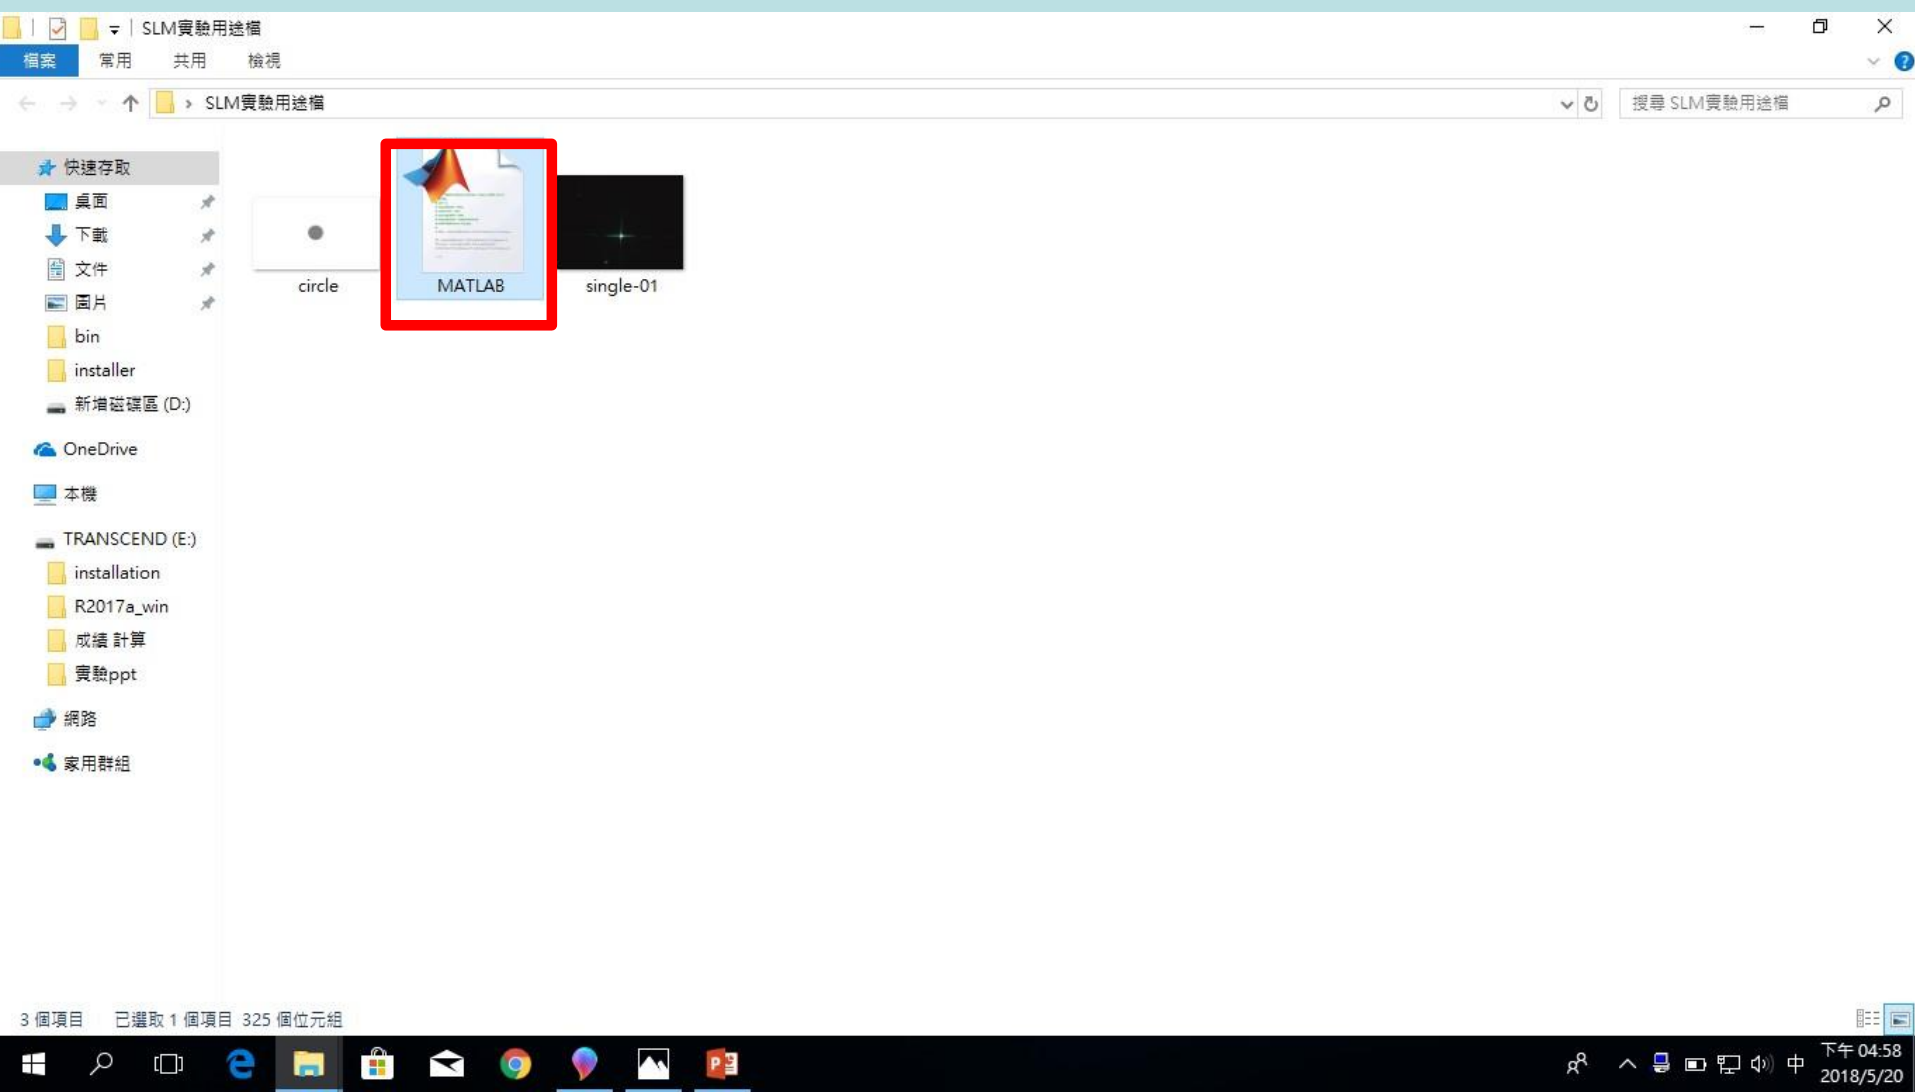 SLM實驗用途檔
檔案 常用 共用 檢視
SLM實驗用途檔
搜尋 SLM實驗用途檔
快速存取
桌面
下載
文件
圖片
bin
installer
新增磁碟區 (D:)
OneDrive
本機
TRANSCEND (E:)
installation
R2017a_win
成績 計算
實驗ppt
網路
家用群組
circle
MATLAB
single-01
3 個項目 已選取 1 個項目 325 個位元組
中
下午 04:58
2018/5/20